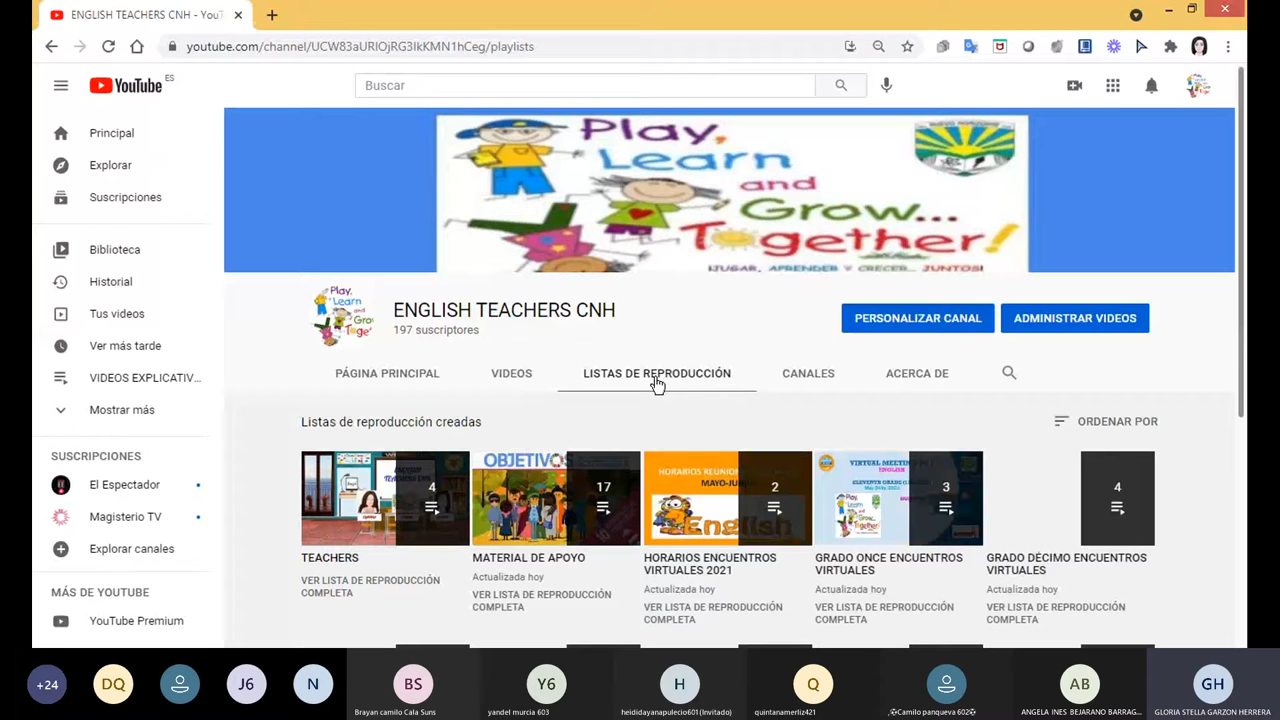 ENGLISH TEACHERS CNH - YouT
youtube.com/channel/UCW83aURIOjRG3IkKMN1hCeg/playlists
YouTube ES
Buscar
Principal
Explorar
Suscripciones
Biblioteca
Historial
Tus videos
Ver más tarde
VIDEOS EXPLICATIV...
Mostrar más
SUSCRIPCIONES
El Espectador
Magisterio TV
Explorar canales
MÁS DE YOUTUBE
YouTube Premium
Play,
Learn
and
Grow...
Together!
¡JUGAR, APRENDER Y CRECER... JUNTOS!
ENGLISH TEACHERS CNH
197 suscriptores
PERSONALIZAR CANAL
ADMINISTRAR VIDEOS
PÁGINA PRINCIPAL
VIDEOS
LISTAS DE REPRODUCCIÓN
CANALES
ACERCA DE
Listas de reproducción creadas
ORDENAR POR
4
TEACHERS
VER LISTA DE REPRODUCCIÓN
COMPLETA
OBJETIVOS
17
MATERIAL DE APOYO
Actualizada hoy
VER LISTA DE REPRODUCCIÓN
COMPLETA
HORARIOS REUNION
MAYO-JUN
English
2
HORARIOS ENCUENTROS
VIRTUALES 2021
Actualizada hoy
VER LISTA DE REPRODUCCIÓN
COMPLETA
VIRTUAL MEETING
ENGLISH
ELEVENTH GRADE
3
GRADO ONCE ENCUENTROS
VIRTUALES
Actualizada hoy
VER LISTA DE REPRODUCCIÓN
COMPLETA
4
GRADO DÉCIMO ENCUENTROS
VIRTUALES
Actualizada hoy
VER LISTA DE REPRODUCCIÓN
COMPLETA
+24
DQ
J6
N
BS
Brayan camilo Cala Suns
Y6
yandel murcia 603
H
heididayanapulecio601(Invitado)
Q
quintanamerliz421
Camilo panqueva 602
AB
ANGELA INES BEJARANO BARRAG...
GH
GLORIA STELLA GARZON HERRERA